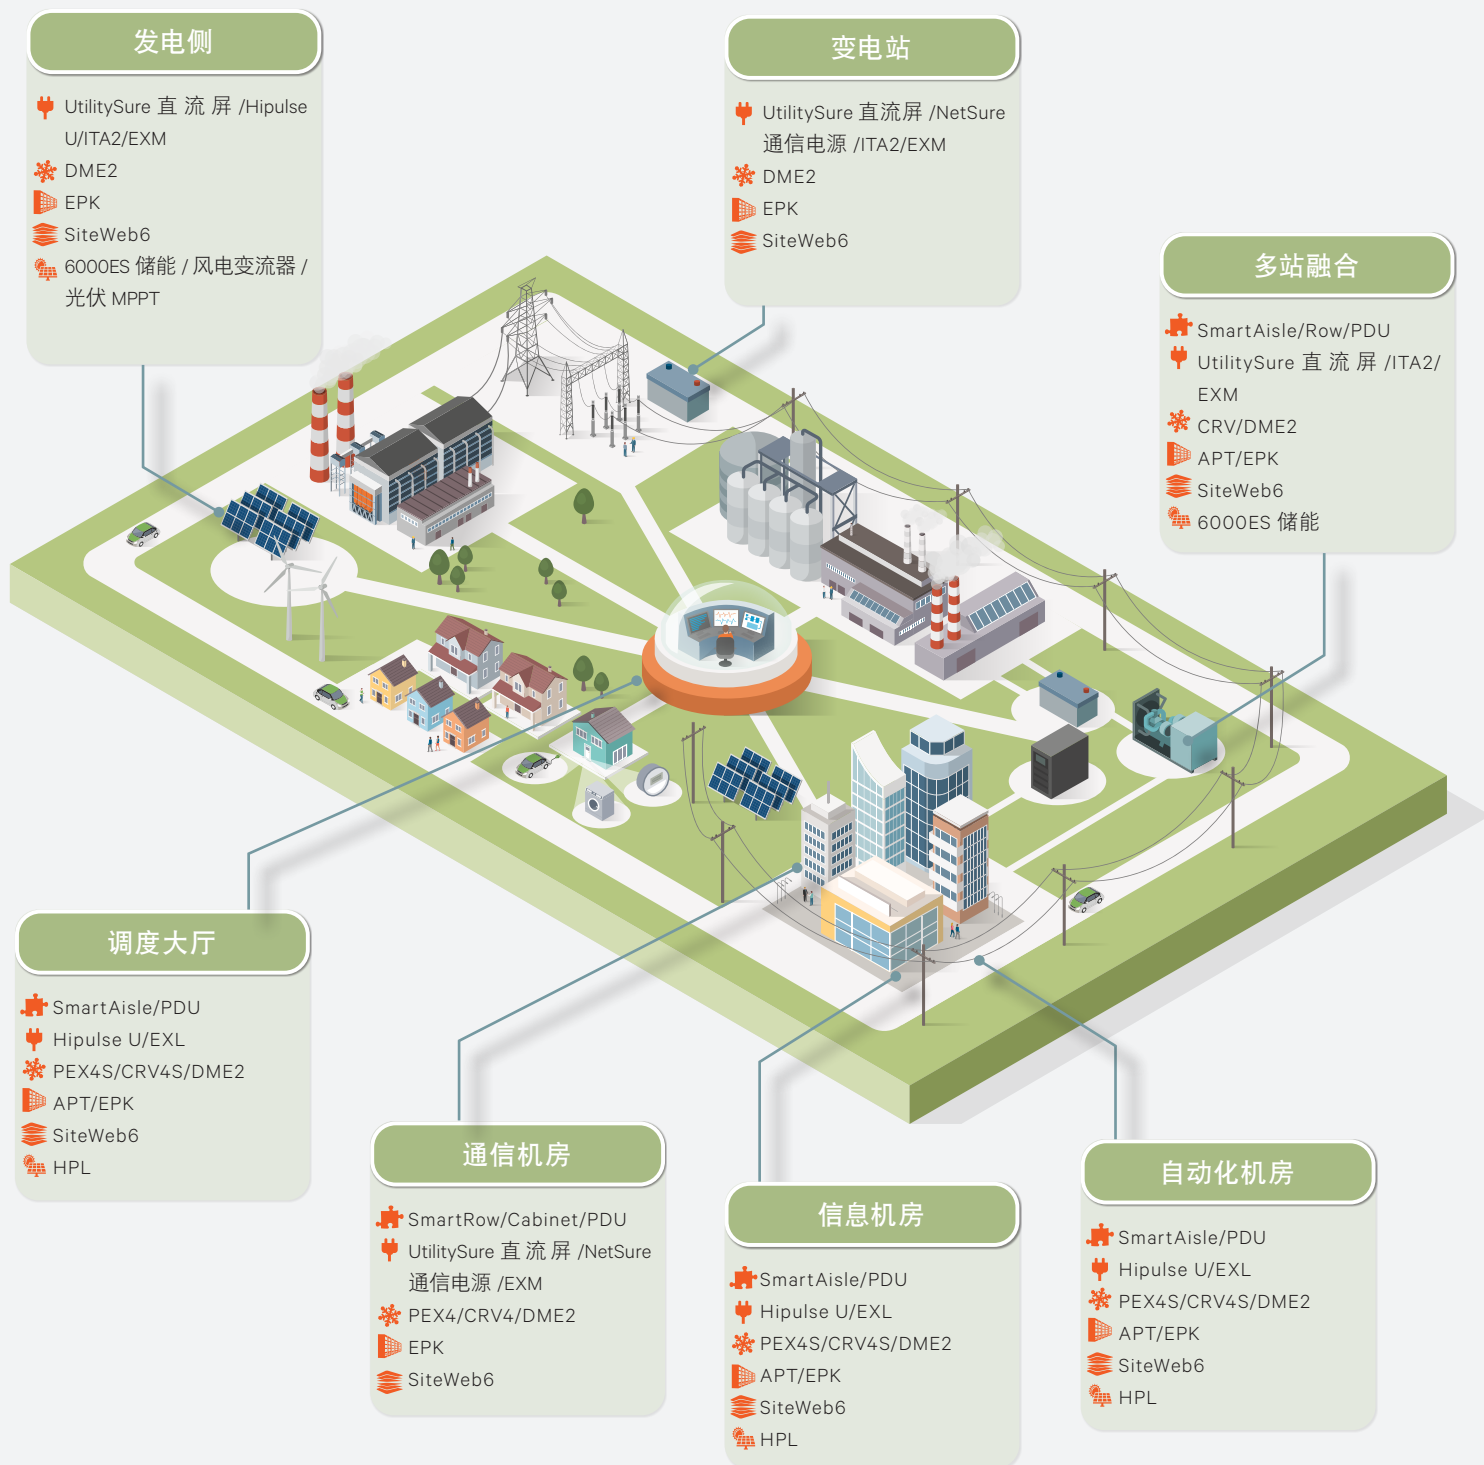 发电侧
UtilitySure 直 流 屏 /Hipulse
U/ITA2/EXM
DME2
EPK
SiteWeb6
6000ES 储能 / 风电变流器 /
光伏 MPPT
变电站
UtilitySure 直流屏 /NetSure
通信电源 /ITA2/EXM
DME2
EPK
SiteWeb6
多站融合
SmartAisle/Row/PDU
UtilitySure 直 流 屏 /ITA2/
EXM
CRV/DME2
APT/EPK
SiteWeb6
6000ES 储能
调度大厅
SmartAisle/PDU
Hipulse U/EXL
PEX4S/CRV4S/DME2
APT/EPK
SiteWeb6
HPL
通信机房
SmartRow/Cabinet/PDU
UtilitySure 直 流 屏 /NetSure
通信电源 /EXM
PEX4/CRV4/DME2
EPK
SiteWeb6
信息机房
SmartAisle/PDU
Hipulse U/EXL
PEX4S/CRV4S/DME2
APT/EPK
SiteWeb6
HPL
自动化机房
SmartAisle/PDU
Hipulse U/EXL
PEX4S/CRV4S/DME2
APT/EPK
SiteWeb6
HPL